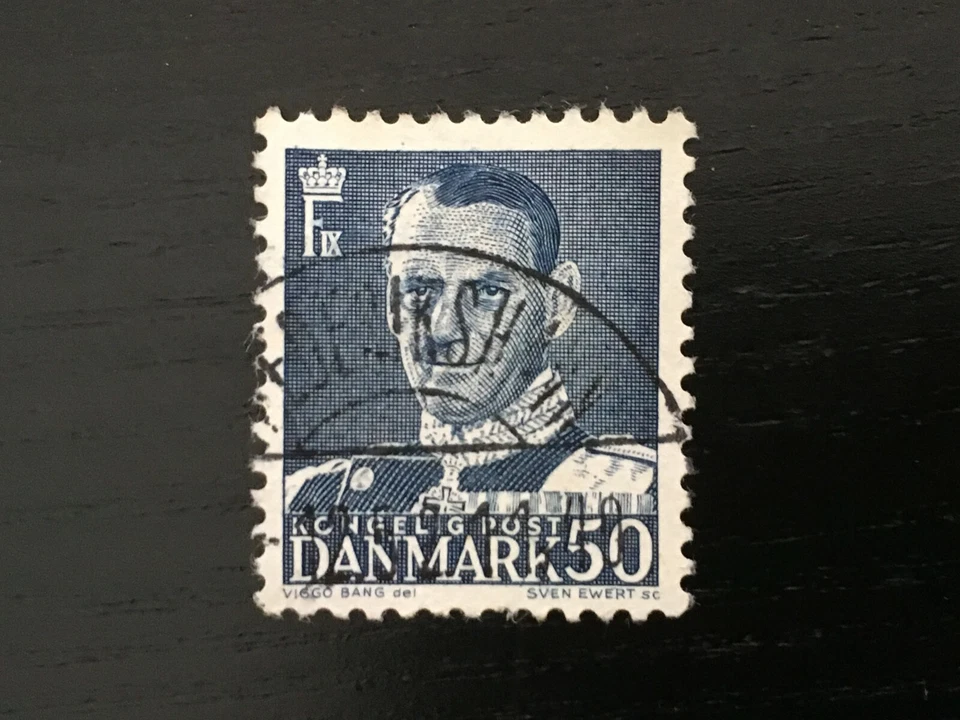 F IX
KONGELIG POST
DANMARK 50
VIGGO BANG del
SVEN EWERT sc